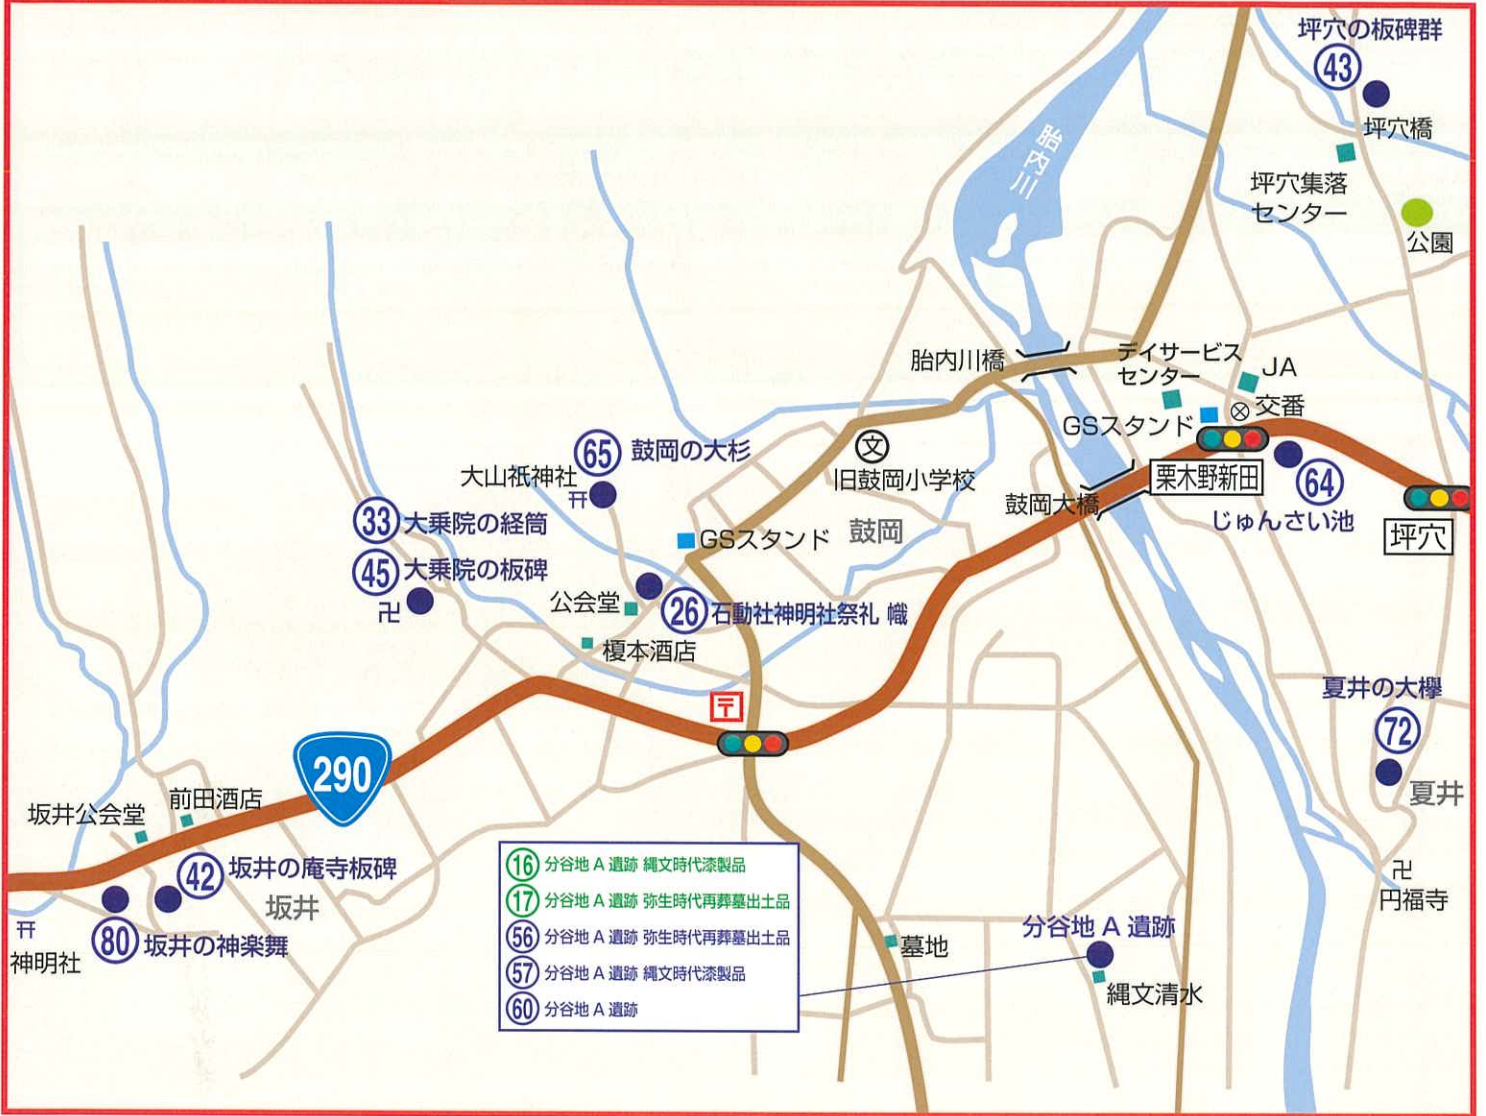 坪穴の板碑群
43
坪穴橋
坪穴集落
センター
公園
胎内川
胎内川橋
デイサービス
センター
JA
GSスタンド
交番
65 鼓岡の大杉
大山祇神社
文
旧鼓岡小学校
鼓岡大橋
栗木野新田
64
じゅんさい池
坪穴
33 大乗院の経筒
45 大乗院の板碑
GSスタンド
鼓岡
公会堂
26 石動社神明社祭礼 幟
榎本酒店
〒
夏井の大欅
72
夏井
290
坂井公会堂
前田酒店
42 坂井の庵寺板碑
坂井
80 坂井の神楽舞
神明社
16 分谷地 A 遺跡 縄文時代漆製品
17 分谷地 A 遺跡 弥生時代再葬墓出土品
56 分谷地 A 遺跡 弥生時代再葬墓出土品
57 分谷地 A 遺跡 縄文時代漆製品
60 分谷地 A 遺跡
墓地
分谷地 A 遺跡
縄文清水
卍
円福寺